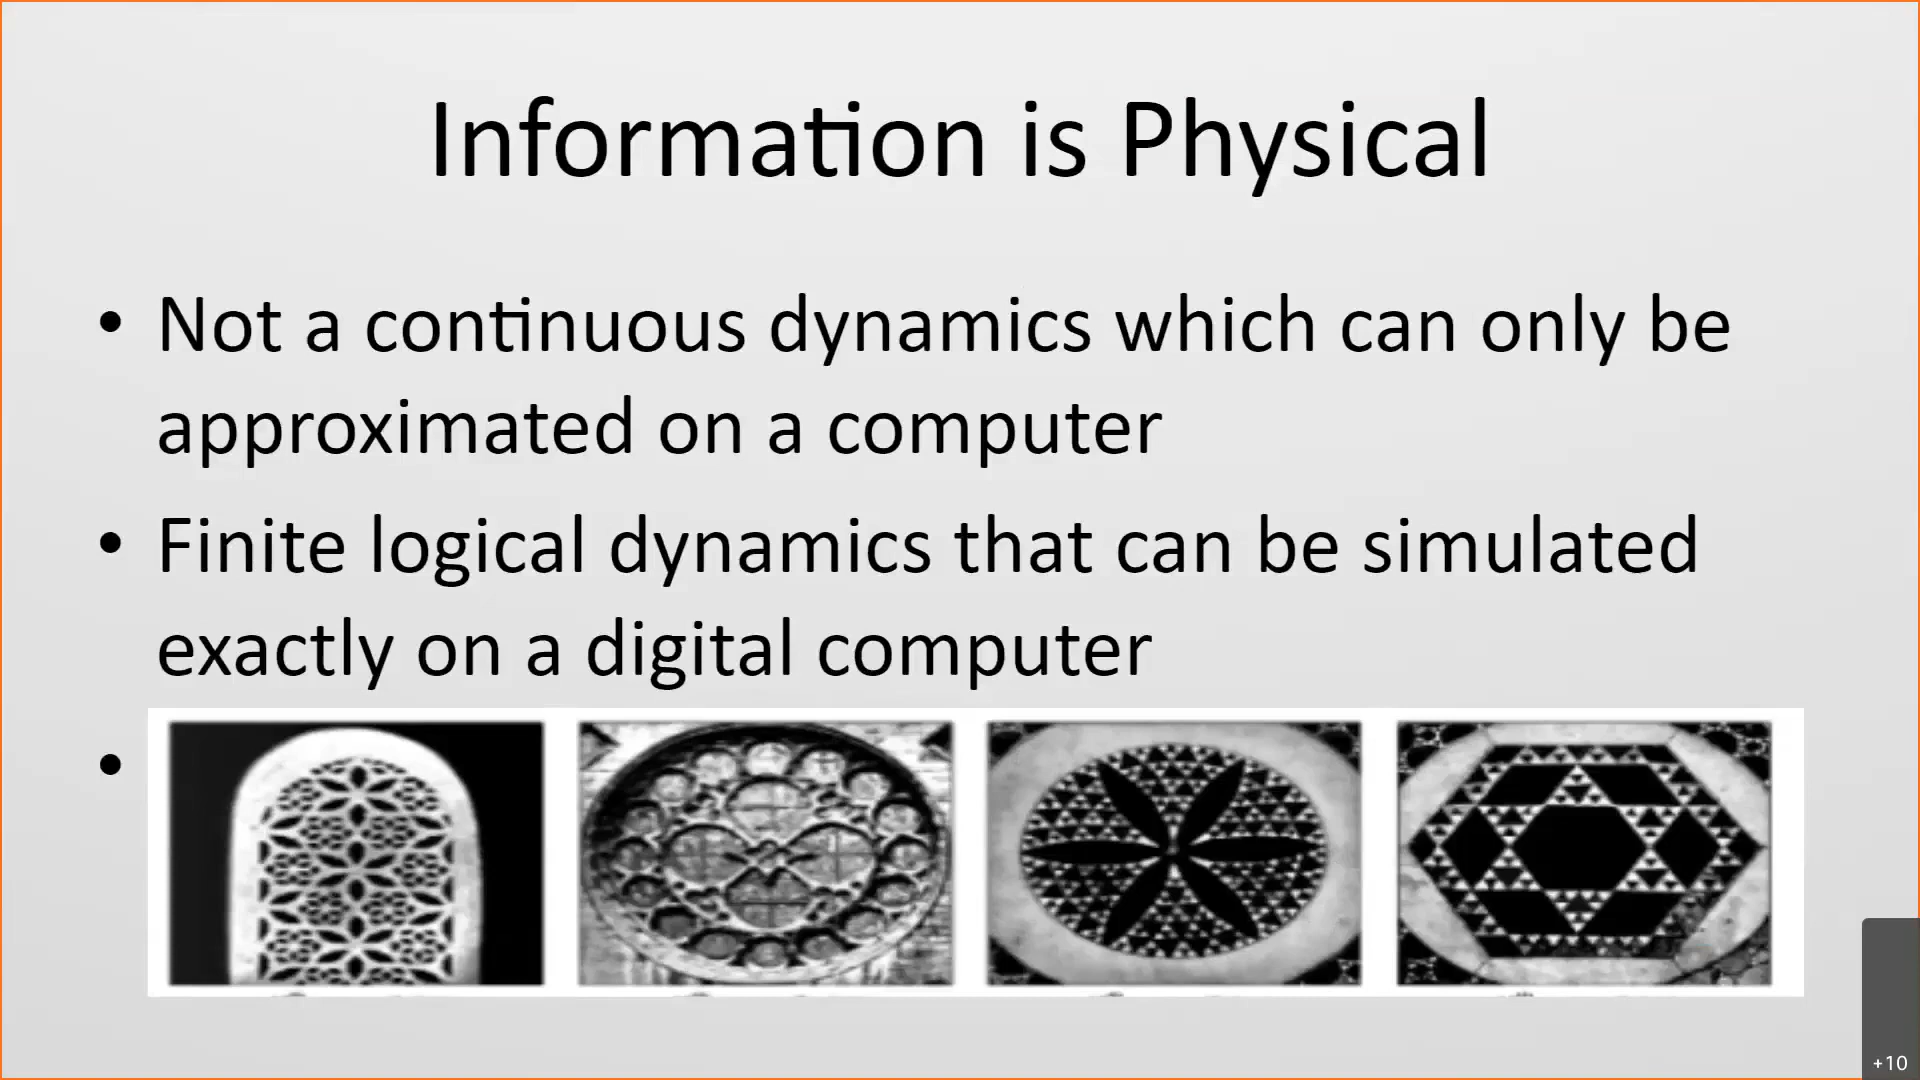 Information is Physical
• Not a continuous dynamics which can only be
approximated on a computer
• Finite logical dynamics that can be simulated
exactly on a digital computer
•
+10